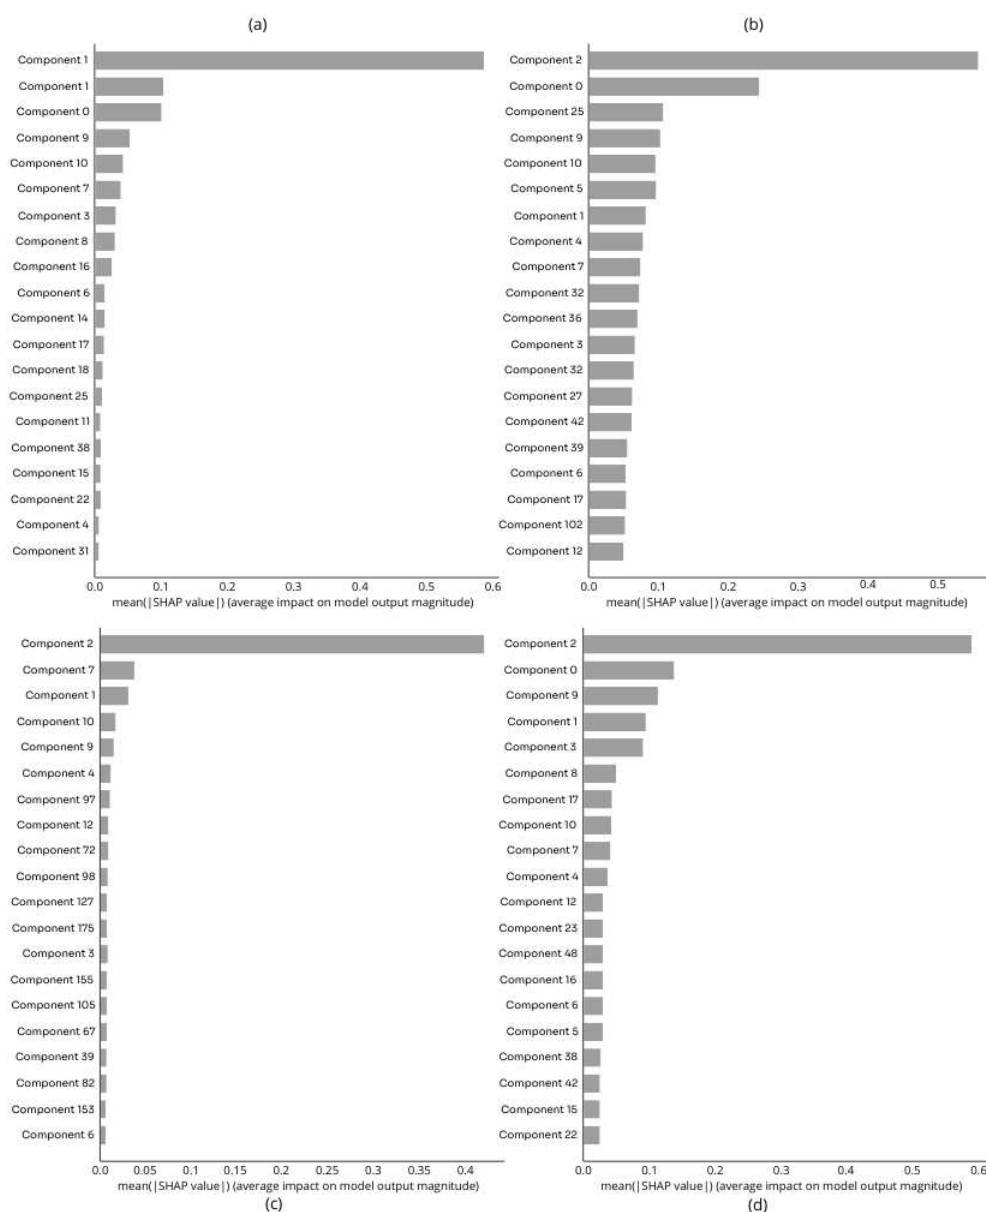 (a)
Component 1
Component 1
Component 0
Component 9
Component 10
Component 7
Component 3
Component 8
Component 16
Component 6
Component 14
Component 17
Component 18
Component 25
Component 11
Component 38
Component 15
Component 22
Component 4
Component 31
0.0 0.1 0.2 0.3 0.4 0.5 0.6
mean(|SHAP value|) (average impact on model output magnitude)
(b)
Component 2
Component 0
Component 25
Component 9
Component 10
Component 5
Component 1
Component 4
Component 7
Component 32
Component 36
Component 3
Component 32
Component 27
Component 42
Component 39
Component 6
Component 17
Component 102
Component 12
0.0 0.1 0.2 0.3 0.4 0.5
mean(|SHAP value|) (average impact on model output magnitude)
Component 2
Component 7
Component 1
Component 10
Component 9
Component 4
Component 97
Component 12
Component 72
Component 98
Component 127
Component 175
Component 3
Component 155
Component 105
Component 67
Component 39
Component 82
Component 153
Component 6
0.0 0.05 0.1 0.15 0.2 0.25 0.3 0.35 0.4
mean(|SHAP value|) (average impact on model output magnitude)
(c)
Component 2
Component 0
Component 9
Component 1
Component 3
Component 8
Component 17
Component 10
Component 7
Component 4
Component 12
Component 23
Component 48
Component 16
Component 6
Component 5
Component 38
Component 42
Component 15
Component 22
0.0 0.1 0.2 0.3 0.4 0.5 0.6
mean(|SHAP value|) (average impact on model output magnitude)
(d)